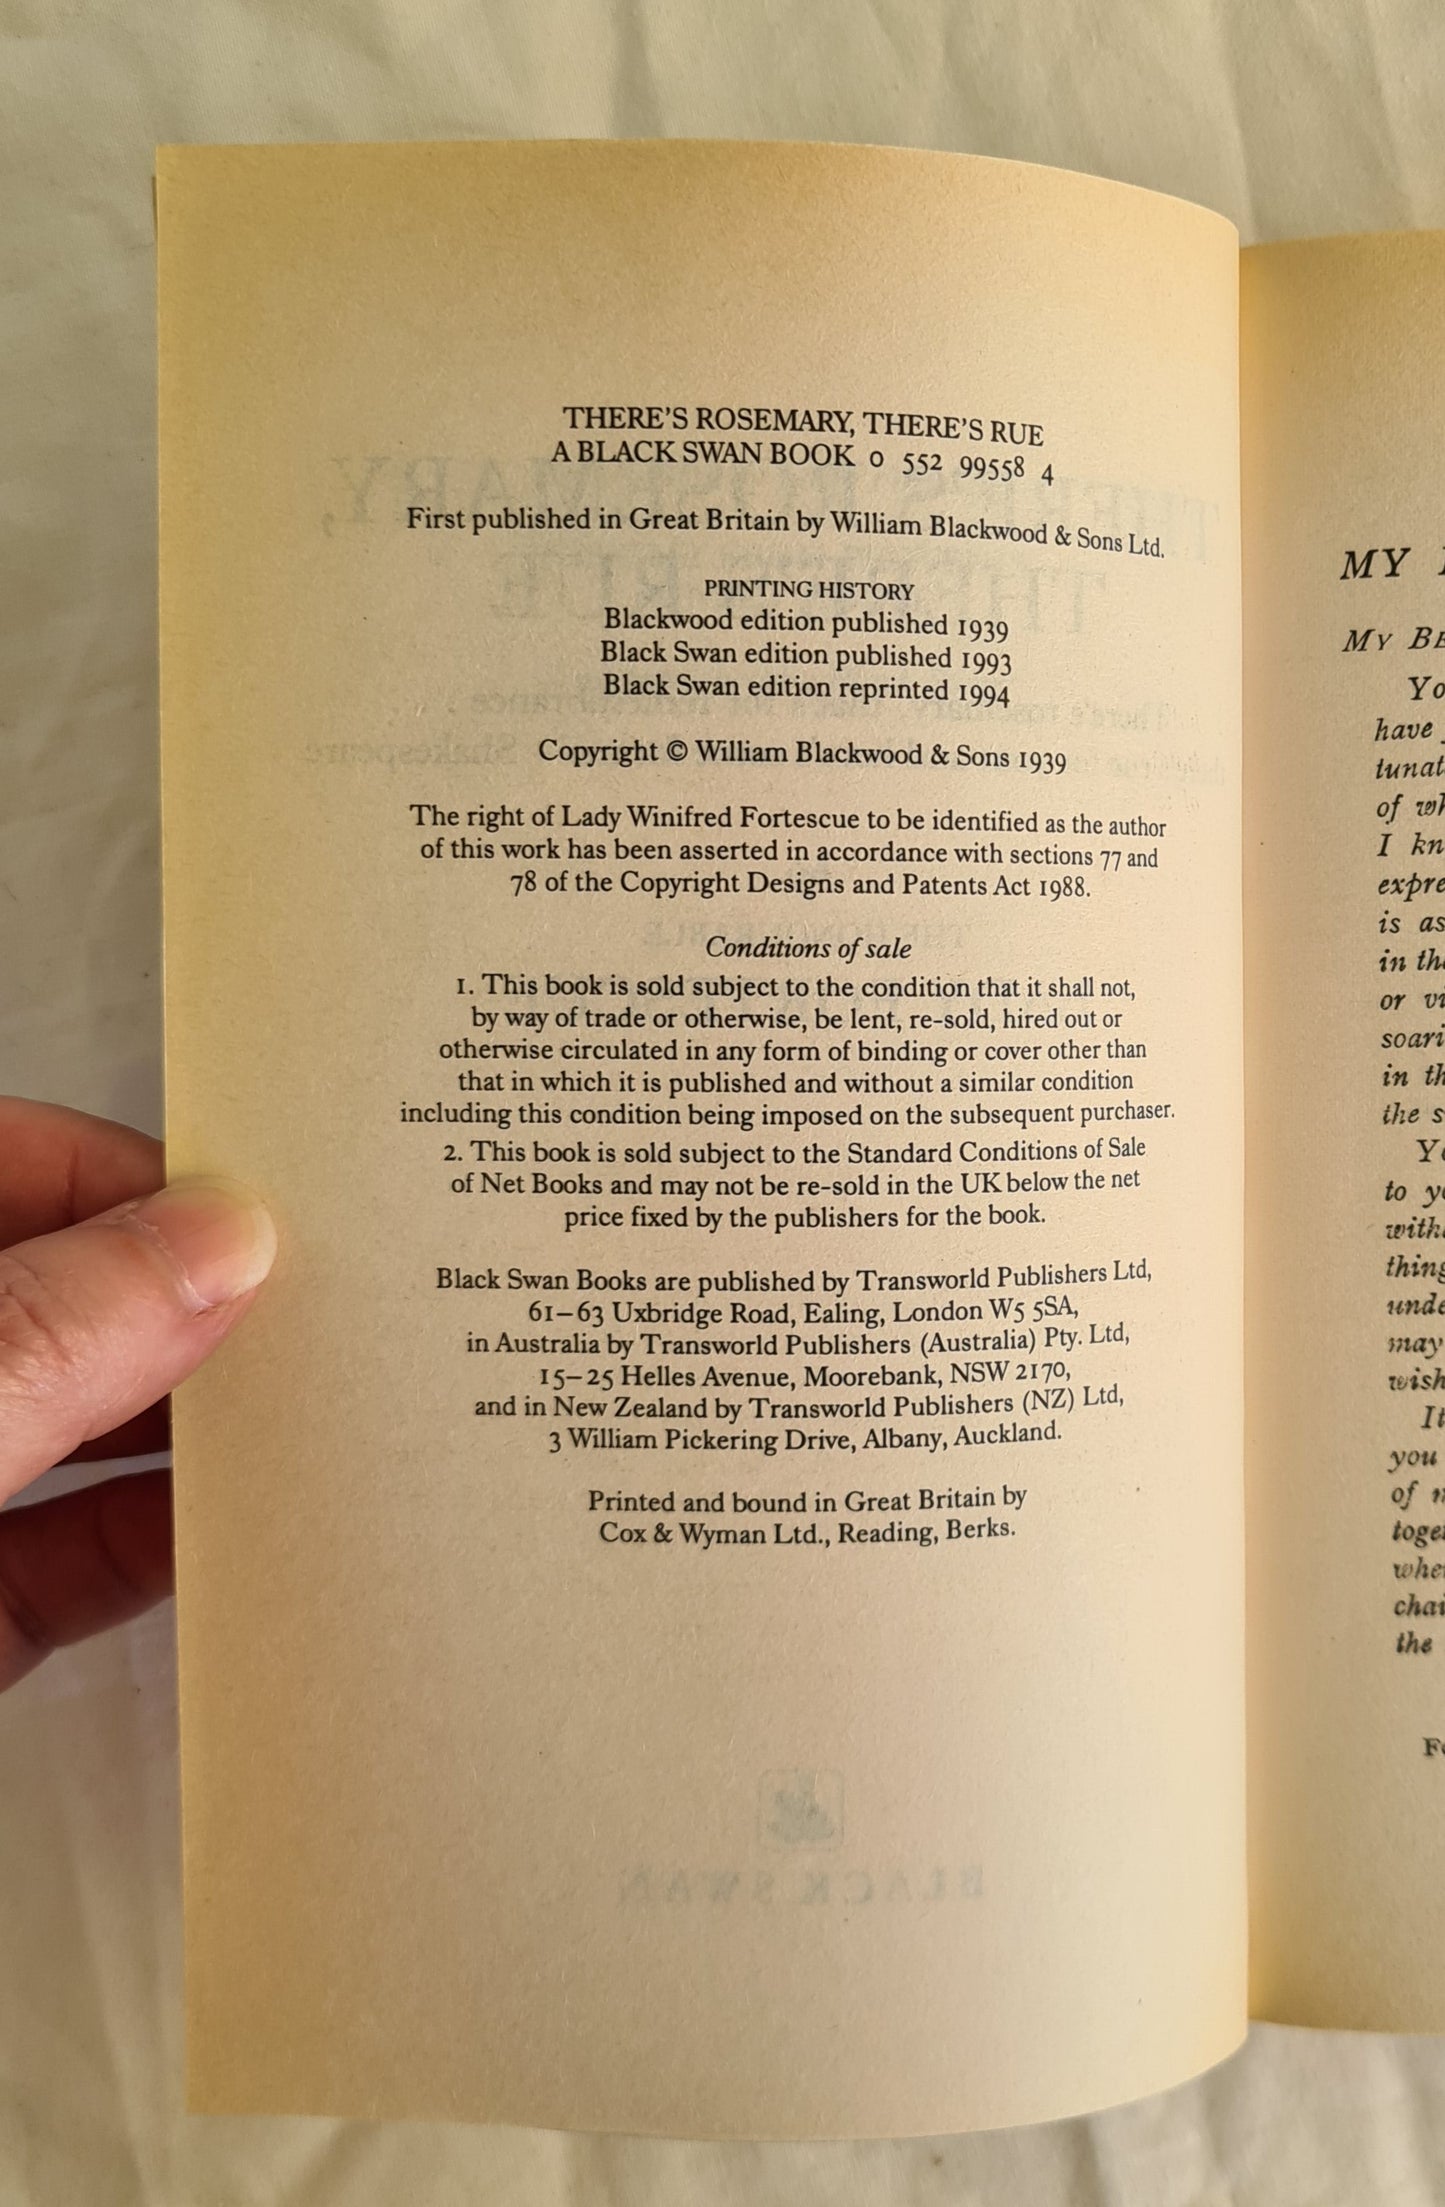 THERE'S ROSEMARY, THERE'S RUE
A BLACK SWAN BOOK 0 552 99558 4
First published in Great Britain by William Blackwood & Sons Ltd.
PRINTING HISTORY
Blackwood edition published 1939
Black Swan edition published 1993
Black Swan edition reprinted 1994
Copyright © William Blackwood & Sons 1939
The right of Lady Winifred Fortescue to be identified as the author
of this work has been asserted in accordance with sections 77 and
78 of the Copyright Designs and Patents Act 1988.
Conditions of sale
1. This book is sold subject to the condition that it shall not,
by way of trade or otherwise, be lent, re-sold, hired out or
otherwise circulated in any form of binding or cover other than
that in which it is published and without a similar condition
including this condition being imposed on the subsequent purchaser.
2. This book is sold subject to the Standard Conditions of Sale
of Net Books and may not be re-sold in the UK below the net
price fixed by the publishers for the book.
Black Swan Books are published by Transworld Publishers Ltd,
61–63 Uxbridge Road, Ealing, London W5 5SA,
in Australia by Transworld Publishers (Australia) Pty. Ltd,
15–25 Helles Avenue, Moorebank, NSW 2170,
and in New Zealand by Transworld Publishers (NZ) Ltd,
3 William Pickering Drive, Albany, Auckland.
Printed and bound in Great Britain by
Cox & Wyman Ltd., Reading, Berks.
MY
MY
have
of
I
is as
in
or
in
the
to
may
It
you
of
the